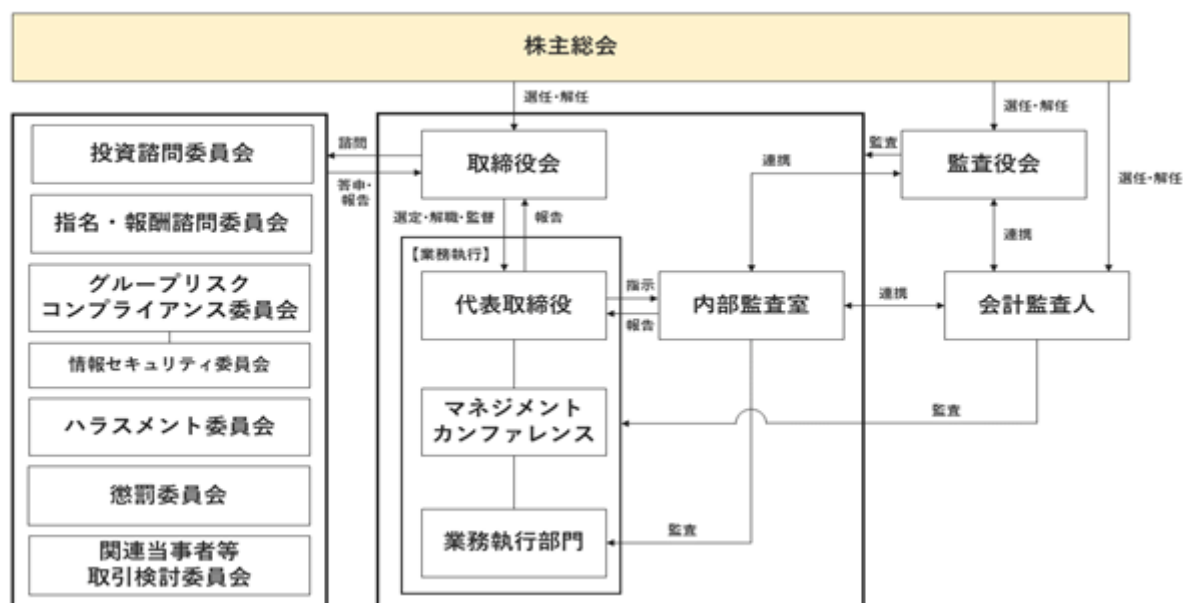 株主総会
選任・解任
選任・解任
選任・解任
投資諮問委員会
指名・報酬諮問委員会
グループリスク
コンプライアンス委員会
情報セキュリティ委員会
ハラスメント委員会
懲罰委員会
関連当事者等
取引検討委員会
諮問
答申・
報告
取締役会
選定・解職・監督
報告
【業務執行】
代表取締役
指示
報告
マネジメント
カンファレンス
業務執行部門
内部監査室
連携
監査
監査役会
連携
連携
会計監査人
監査
監査